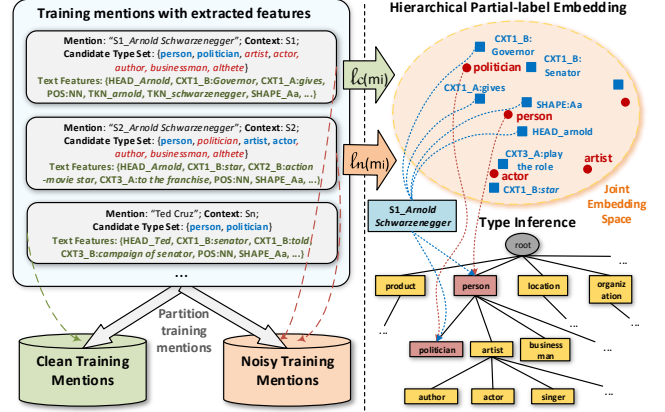 Training mentions with extracted features
Mention: "S1_Arnold Schwarzenegger"; Context: S1;
Candidate Type Set: {person, politician, artist, actor,
author, businessman, althete}
Text Features: {HEAD_Arnold, CXT1_B:Governor, CXT1_A:gives,
POS:NN, TKN_arnold, TKN_schwarzenegger, SHAPE_Aa, ...}
Mention: "S2_Arnold Schwarzenegger"; Context: S2;
Candidate Type Set: {person, politician, artist, actor,
author, businessman, althete}
Text Features: {HEAD_Arnold, CXT1_B:star, CXT2_B:action
-movie star, CXT3_A:to the franchise, POS:NN, SHAPE_Aa, ...}
Mention: "Ted Cruz"; Context: Sn;
Candidate Type Set: {person, politician}
Text Features: {HEAD_Ted, CXT1_B:senator, CXT1_B:told,
CXT3_B:campaign of senator, POS:NN, SHAPE_Aa, ...}
...
Partition
training
mentions
Clean Training
Mentions
Noisy Training
Mentions
ℓc(mi)
ℓn(mi)
Hierarchical Partial-label Embedding
CXT1_B:
Governor
politician
CXT1_B:
Senator
CXT1_A:gives
SHAPE:Aa
person
HEAD_arnold
CXT3_A:play
the role
actor
artist
CXT1_B:star
Joint
Embedding
Space
S1_Arnold
Schwarzenegger
Type Inference
root
product
person
location
organiz
ation
...
...
...
politician
artist
business
man
...
author
actor
singer
...